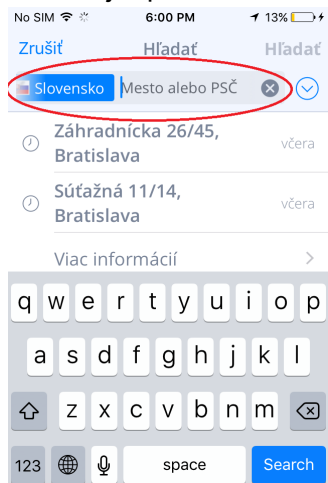 No SIM 6:00 PM 13%
Zrušiť Hľadať Hľadať
Slovensko Mesto alebo PSČ
Záhradnícka 26/45,
Bratislava
včera
Súťažná 11/14,
Bratislava
včera
Viac informácií
q w e r t y u i o p
a s d f g h j k l
z x c v b n m
123 space Search